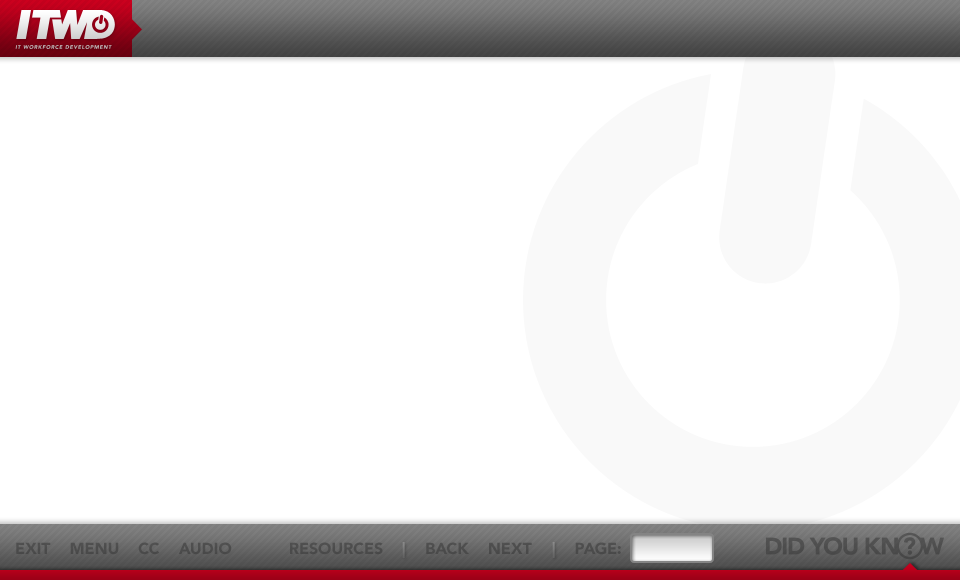 ITWD
IT WORKFORCE DEVELOPMENT
EXIT MENU CC AUDIO RESOURCES | BACK NEXT | PAGE: DID YOU KN?W